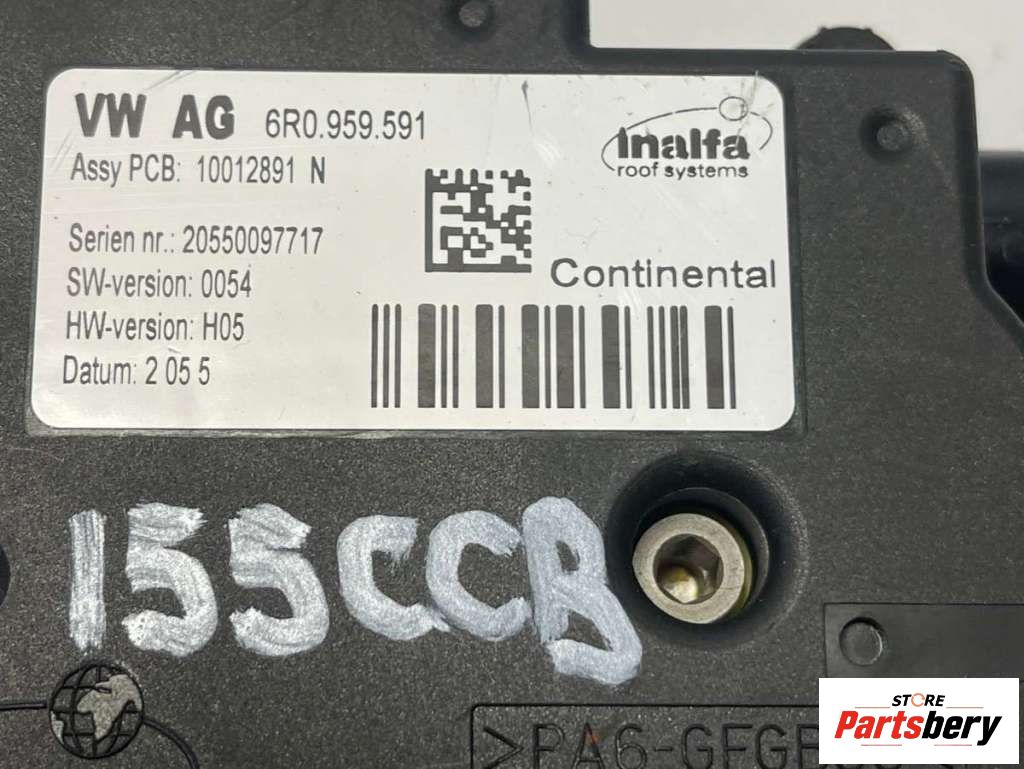 VW AG 6R0.959.591
Assy PCB: 10012891 N
Inalfa
roof systems
Serien nr.: 20550097717
SW-version: 0054
HW-version: H05
Datum: 2 05 5
Continental
155CCB
STORE
Partsbery